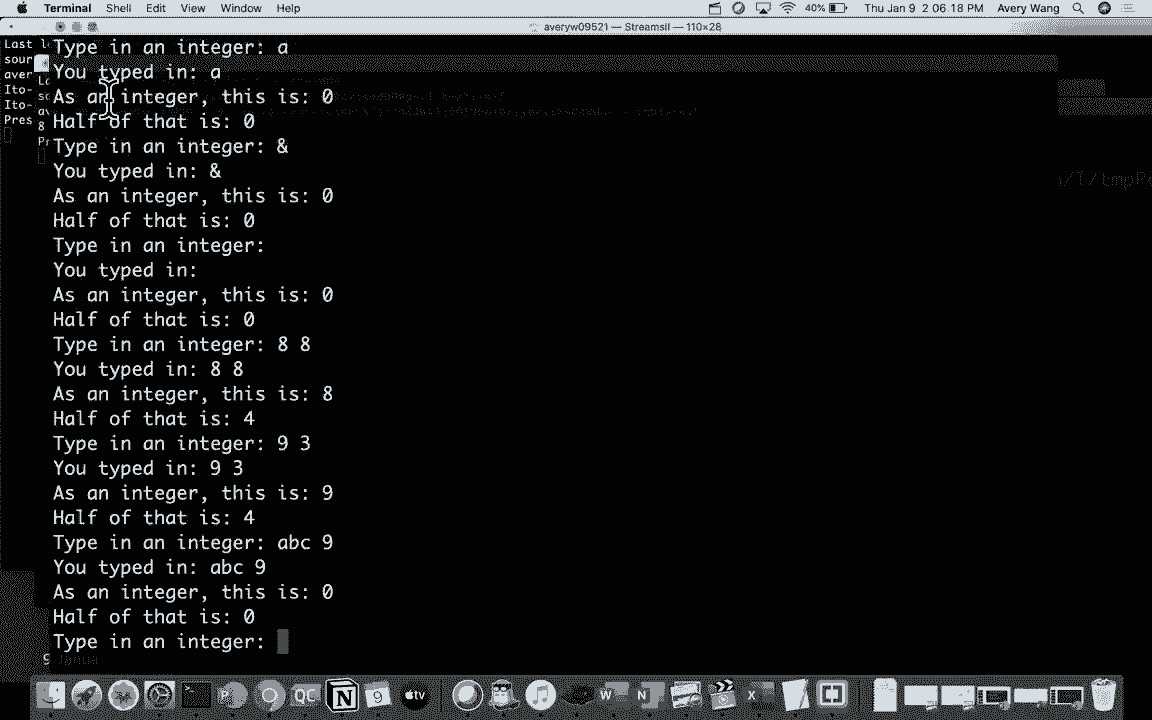 Terminal Shell Edit View Window Help 40% Thu Jan 9 2:06:18 PM Avery Wang
averyw09521 — Streamsll — 110×28
Last l
sour
aver
Ito-
Ito-
Pres
Type in an integer: a
You typed in: a
As an integer, this is: 0
Half of that is: 0
Type in an integer: &
You typed in: &
As an integer, this is: 0
Half of that is: 0
Type in an integer:
You typed in:
As an integer, this is: 0
Half of that is: 0
Type in an integer: 8 8
You typed in: 8 8
As an integer, this is: 8
Half of that is: 4
Type in an integer: 9 3
You typed in: 9 3
As an integer, this is: 9
Half of that is: 4
Type in an integer: abc 9
You typed in: abc 9
As an integer, this is: 0
Half of that is: 0
Type in an integer:
/T/tmpP
QC N 9 tv W N X